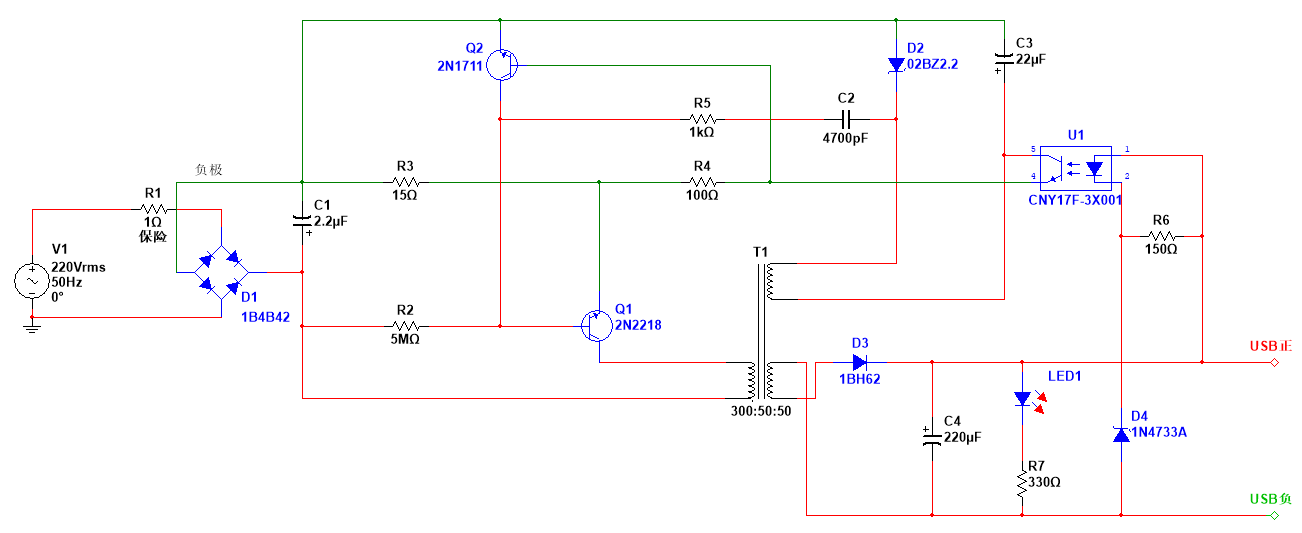 Q2
2N1711
D2
02BZ2.2
C3
22µF
+
R5
1kΩ
C2
4700pF
U1
5
1
4
2
CNY17F-3X001
负极
R3
15Ω
R4
100Ω
R1
1Ω
保险
C1
2.2µF
+
R6
150Ω
V1
220Vrms
50Hz
0°
D1
1B4B42
T1
R2
5MΩ
Q1
2N2218
D3
1BH62
USB正
LED1
300:50:50
C4
220µF
+
D4
1N4733A
R7
330Ω
USB负